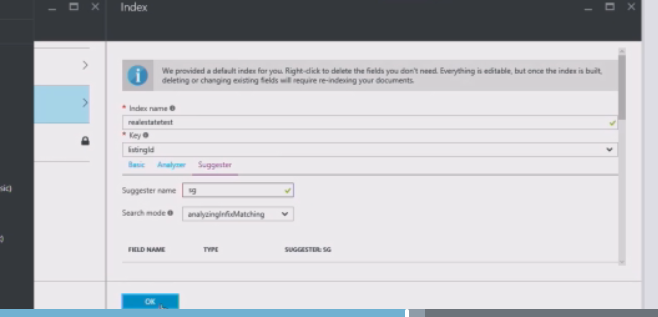 Index
We provided a default index for you. Right-click to delete the fields you don't need. Everything is editable, but once the index is built,
deleting or changing existing fields will require re-indexing your documents.
* Index name
realestatetest
* Key
listingId
Basic Analyzer Suggester
Suggester name sg
Search mode analyzingInfixMatching
FIELD NAME TYPE SUGGESTER: SG
OK
sic)